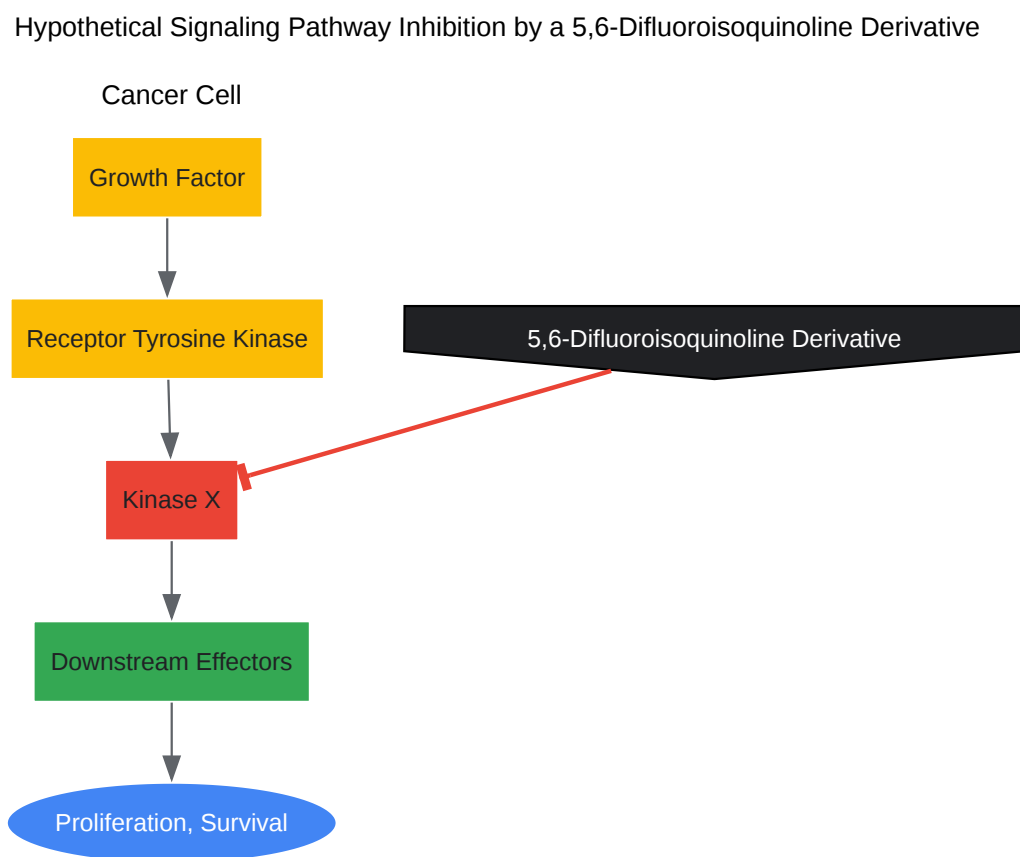 Hypothetical Signaling Pathway Inhibition by a 5,6-Difluoroisoquinoline Derivative
Cancer Cell
Growth Factor
Receptor Tyrosine Kinase
5,6-Difluoroisoquinoline Derivative
Kinase X
Downstream Effectors
Proliferation, Survival